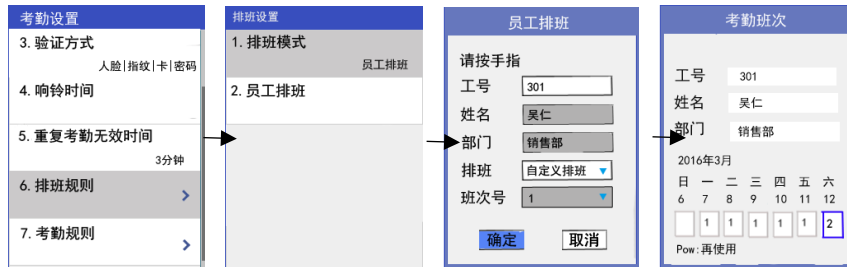 考勤设置
3. 验证方式
人脸|指纹|卡|密码
4. 响铃时间
5. 重复考勤无效时间
3分钟
6. 排班规则
7. 考勤规则
排班设置
1. 排班模式
员工排班
2. 员工排班
员工排班
请按手指
工号 301
姓名 吴仁
部门 销售部
排班 自定义排班
班次号 1
确定 取消
考勤班次
工号 301
姓名 吴仁
部门 销售部
2016年3月
日 一 二 三 四 五 六
6 7 8 9 10 11 12
1 1 1 1 1 2
Pow:再使用